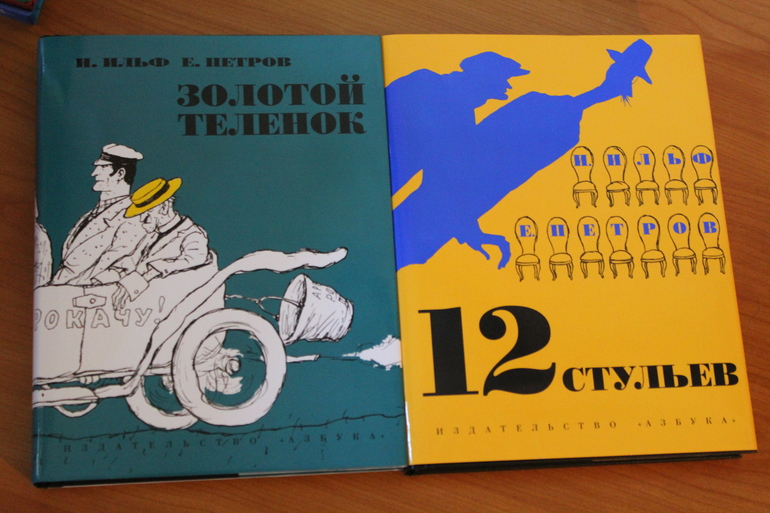 И. ИЛЬФ Е. ПЕТРОВ
ЗОЛОТОЙ
ТЕЛЕНОК
РОКАЧУ!
ИЗДАТЕЛЬСТВО «АЗБУКА»
И. ИЛЬФ
Е. ПЕТРОВ
12 СТУЛЬЕВ
ИЗДАТЕЛЬСТВО «АЗБУКА»